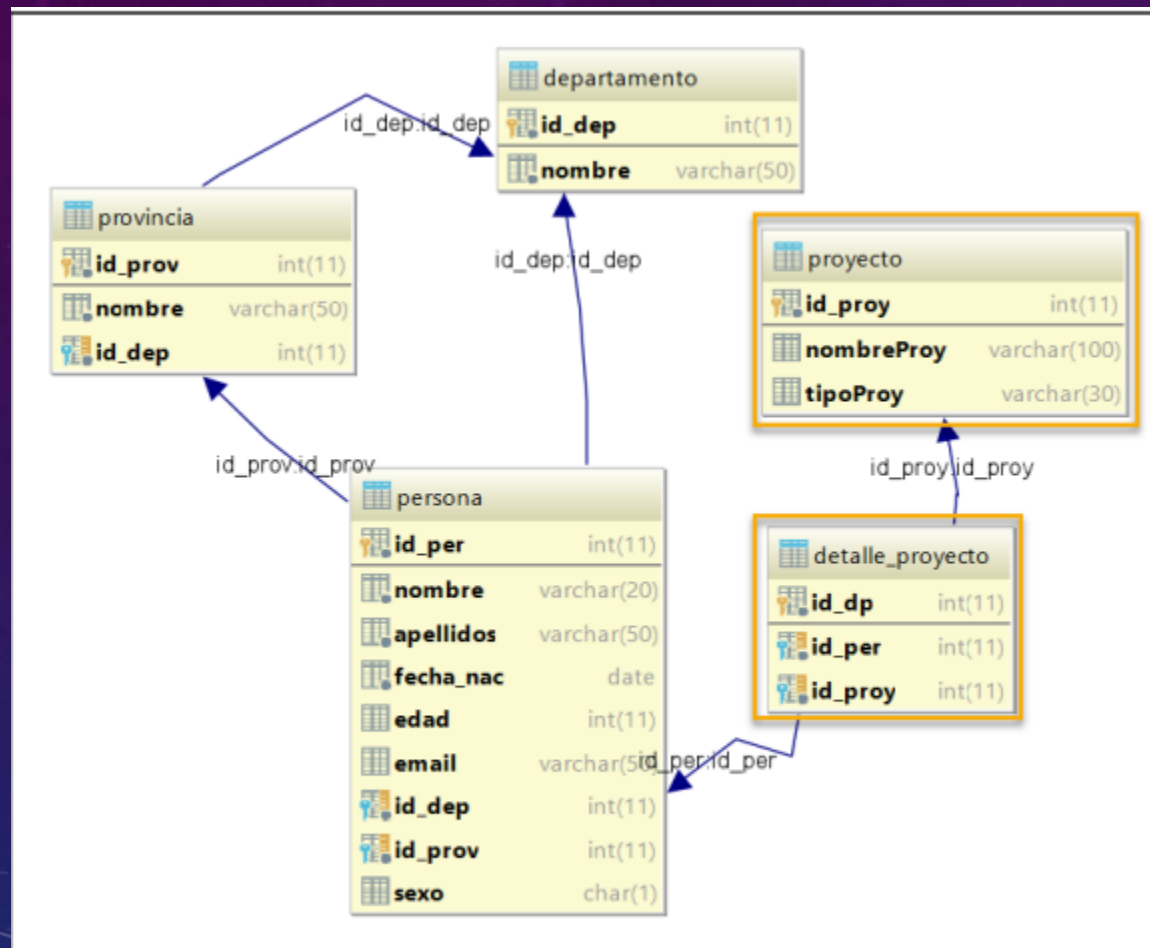 departamento
id_dep int(11)
nombre varchar(50)
id_dep:id_dep
provincia
id_prov int(11)
nombre varchar(50)
id_dep int(11)
id_dep:id_dep
proyecto
id_proy int(11)
nombreProy varchar(100)
tipoProy varchar(30)
id_prov:id_prov
id_proy:id_proy
persona
id_per int(11)
nombre varchar(20)
apellidos varchar(50)
fecha_nac date
edad int(11)
email varchar(50)
id_dep int(11)
id_prov int(11)
sexo char(1)
detalle_proyecto
id_dp int(11)
id_per int(11)
id_proy int(11)
id_per:id_per